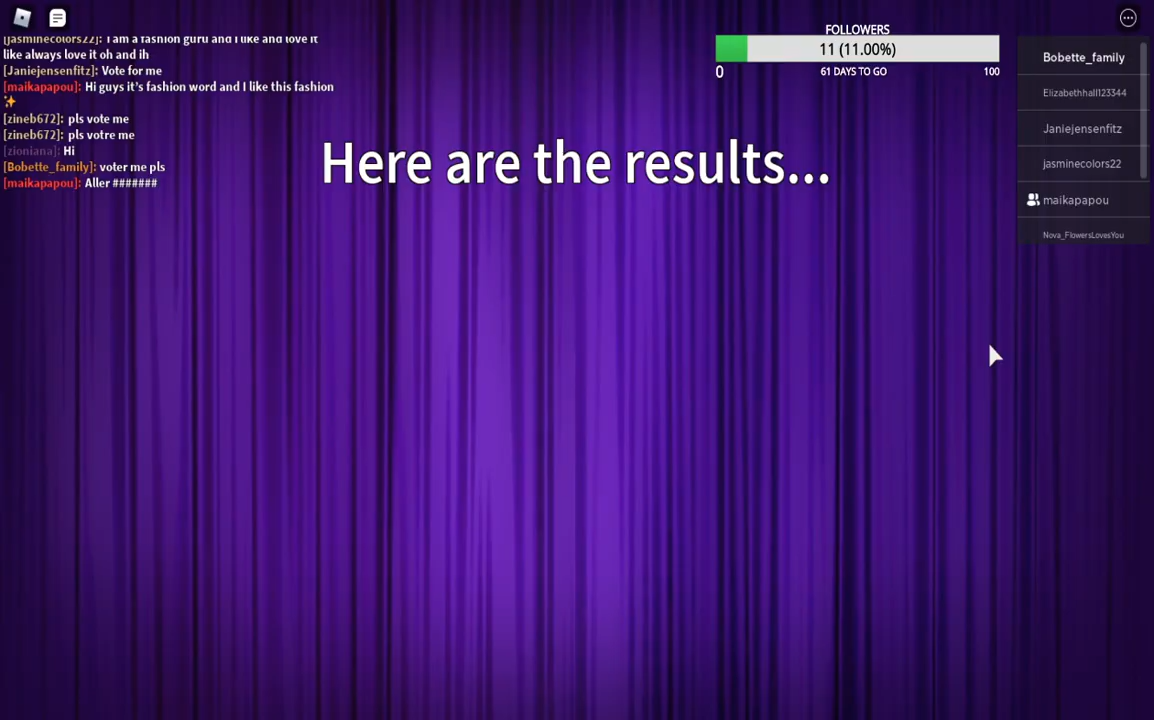 [jasminecolors22]: I am a fashion guru and I like and love it
like always love it oh and ih
[Janiejensenfitz]: Vote for me
[maikapapou]: Hi guys it's fashion word and I like this fashion
✨
[zineb672]: pls vote me
[zineb672]: pls votre me
[zioniana]: Hi
[Bobette_family]: voter me pls
[maikapapou]: Aller #######
FOLLOWERS
11 (11.00%)
0 61 DAYS TO GO 100
Here are the results...
Bobette_family
Elizabethhall123344
Janiejensenfitz
jasminecolors22
maikapapou
Nova_FlowersLovesYou